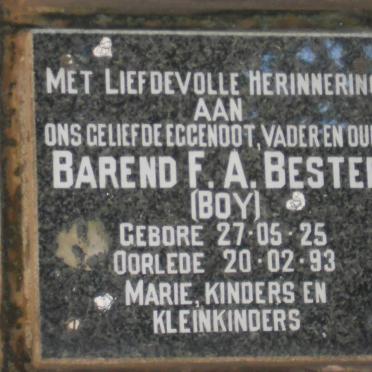 MET LIEFDEVOLLE HERINNERING
AAN
ONS GELIEFDE EGGENOOT, VADER EN OUP
BAREND F. A. BESTER
(BOY)
GEBORE 27·05·25
OORLEDE 20·02·93
MARIE, KINDERS EN
KLEINKINDERS